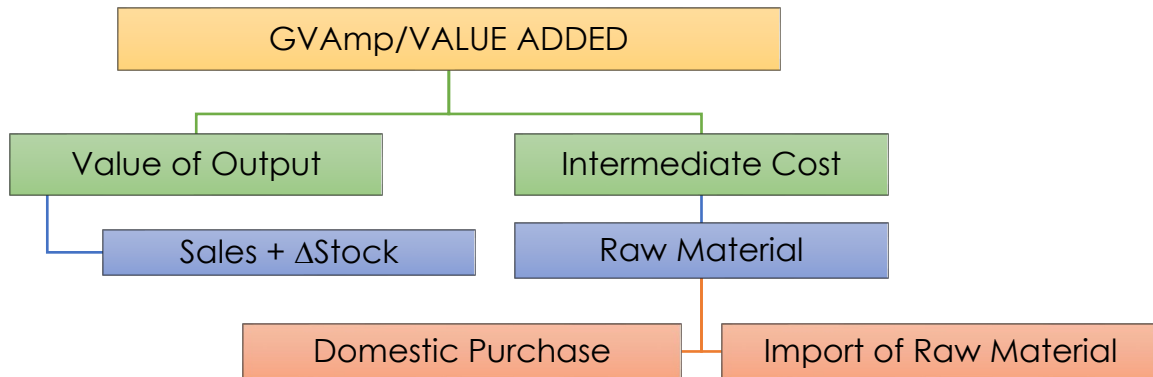 GVAmp/VALUE ADDED
Value of Output
Intermediate Cost
Sales + ∆Stock
Raw Material
Domestic Purchase
Import of Raw Material